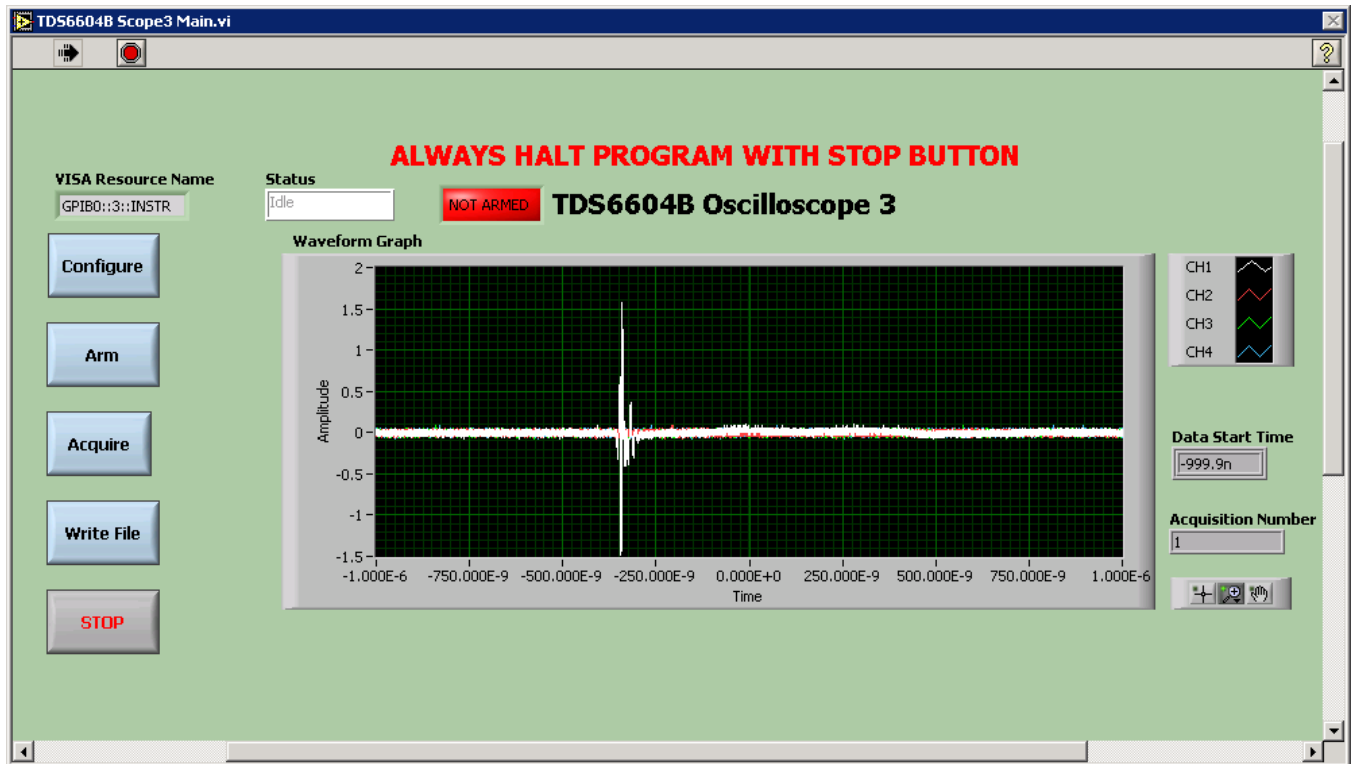 TDS6604B Scope3 Main.vi
ALWAYS HALT PROGRAM WITH STOP BUTTON
VISA Resource Name
GPIB0::3::INSTR
Status
Idle
NOT ARMED
TDS6604B Oscilloscope 3
Configure
Arm
Acquire
Write File
STOP
Waveform Graph
Amplitude
2
1.5
1
0.5
0
-0.5
-1
-1.5
-1.000E-6 -750.000E-9 -500.000E-9 -250.000E-9 0.000E+0 250.000E-9 500.000E-9 750.000E-9 1.000E-6
Time
CH1
CH2
CH3
CH4
Data Start Time
-999.9n
Acquisition Number
1